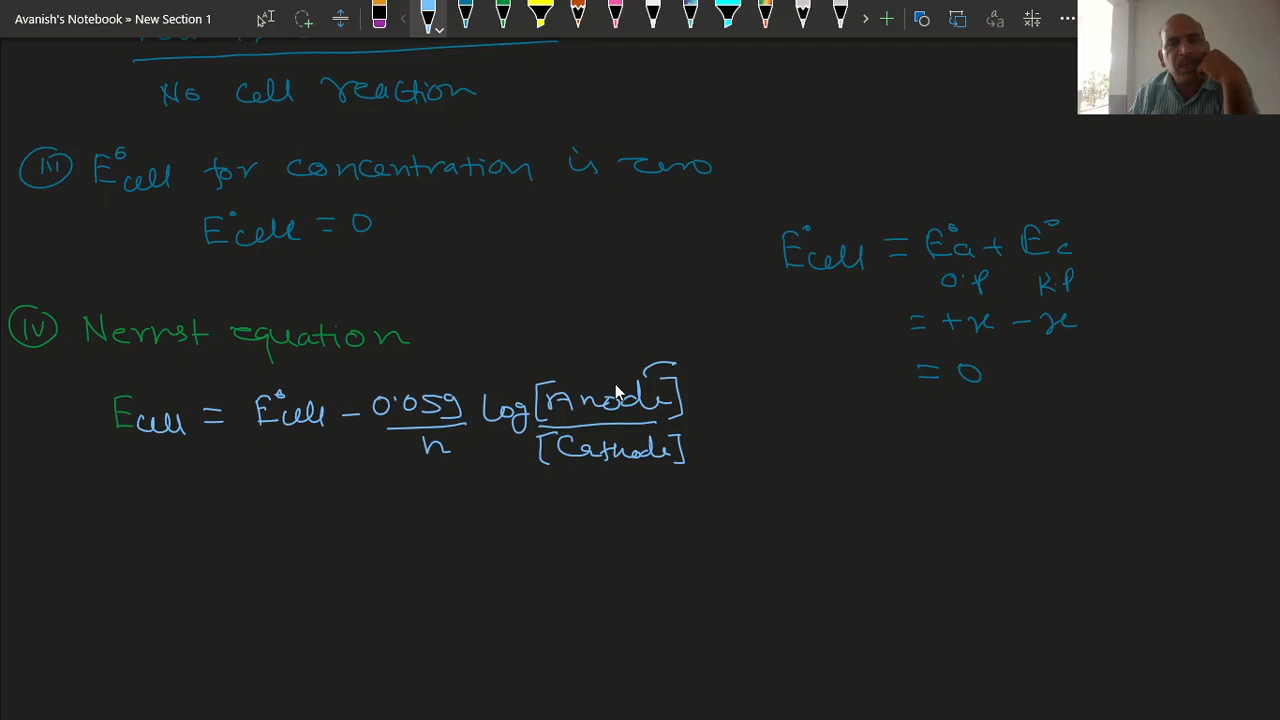 Avanish's Notebook » New Section 1
No cell reaction
(iii) E°cell for concentration is zero
E°cell = 0
E°cell = E°a + E°c
O.P R.P
= +x - x
= 0
(iv) Nernst equation
Ecell = E°cell - 0.059/n log [Anode]/[Cathode]